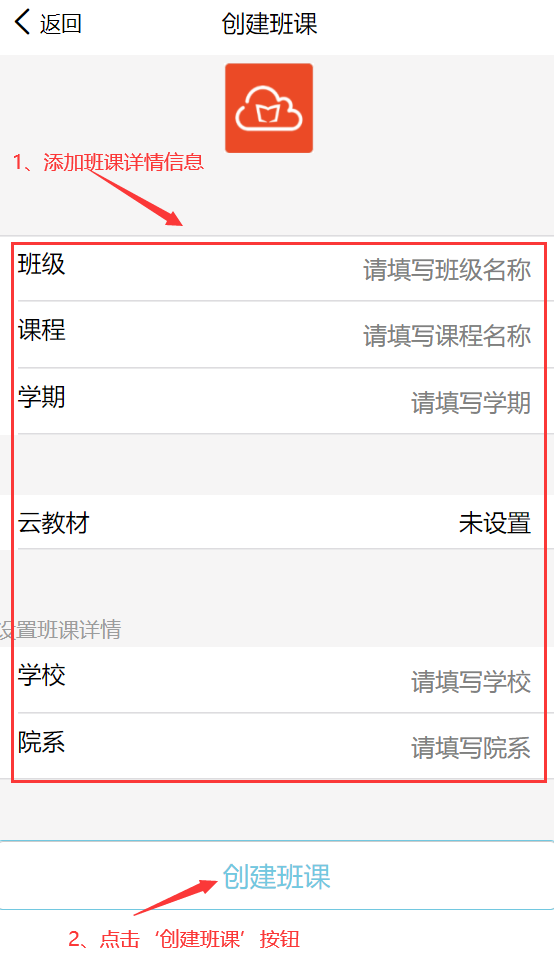 返回 创建班课
1、添加班课详情信息
班级 请填写班级名称
课程 请填写课程名称
学期 请填写学期
云教材 未设置
设置班课详情
学校 请填写学校
院系 请填写院系
创建班课
2、点击‘创建班课’按钮